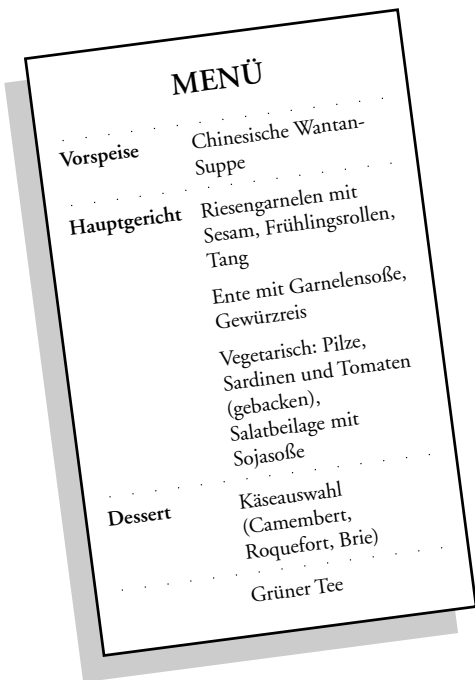 MENÜ
Vorspeise Chinesische Wantan-
Suppe
Hauptgericht Riesengarnelen mit
Sesam, Frühlingsrollen,
Tang
Ente mit Garnelensoße,
Gewürzreis
Vegetarisch: Pilze,
Sardinen und Tomaten
(gebacken),
Salatbeilage mit
Sojasoße
Dessert Käseauswahl
(Camembert,
Roquefort, Brie)
Grüner Tee